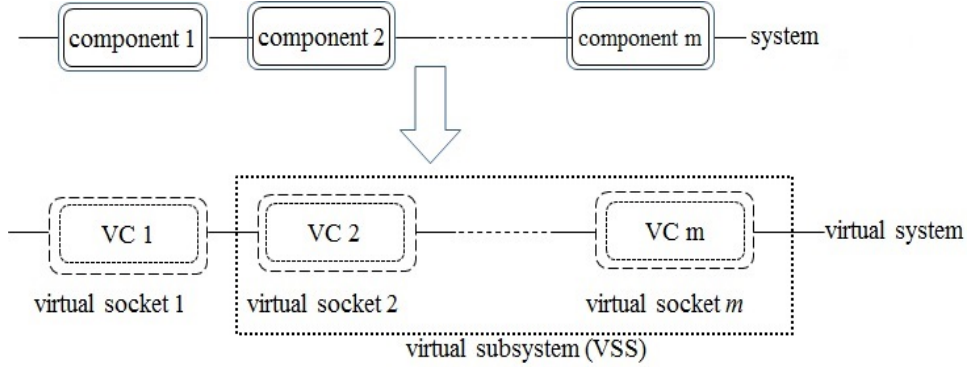 component 1 component 2 component m system
VC 1 VC 2 VC m virtual system
virtual socket 1 virtual socket 2 virtual socket m
virtual subsystem (VSS)